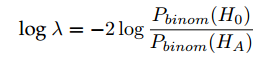 log λ = −2 log P_binom(H_0) / P_binom(H_A)